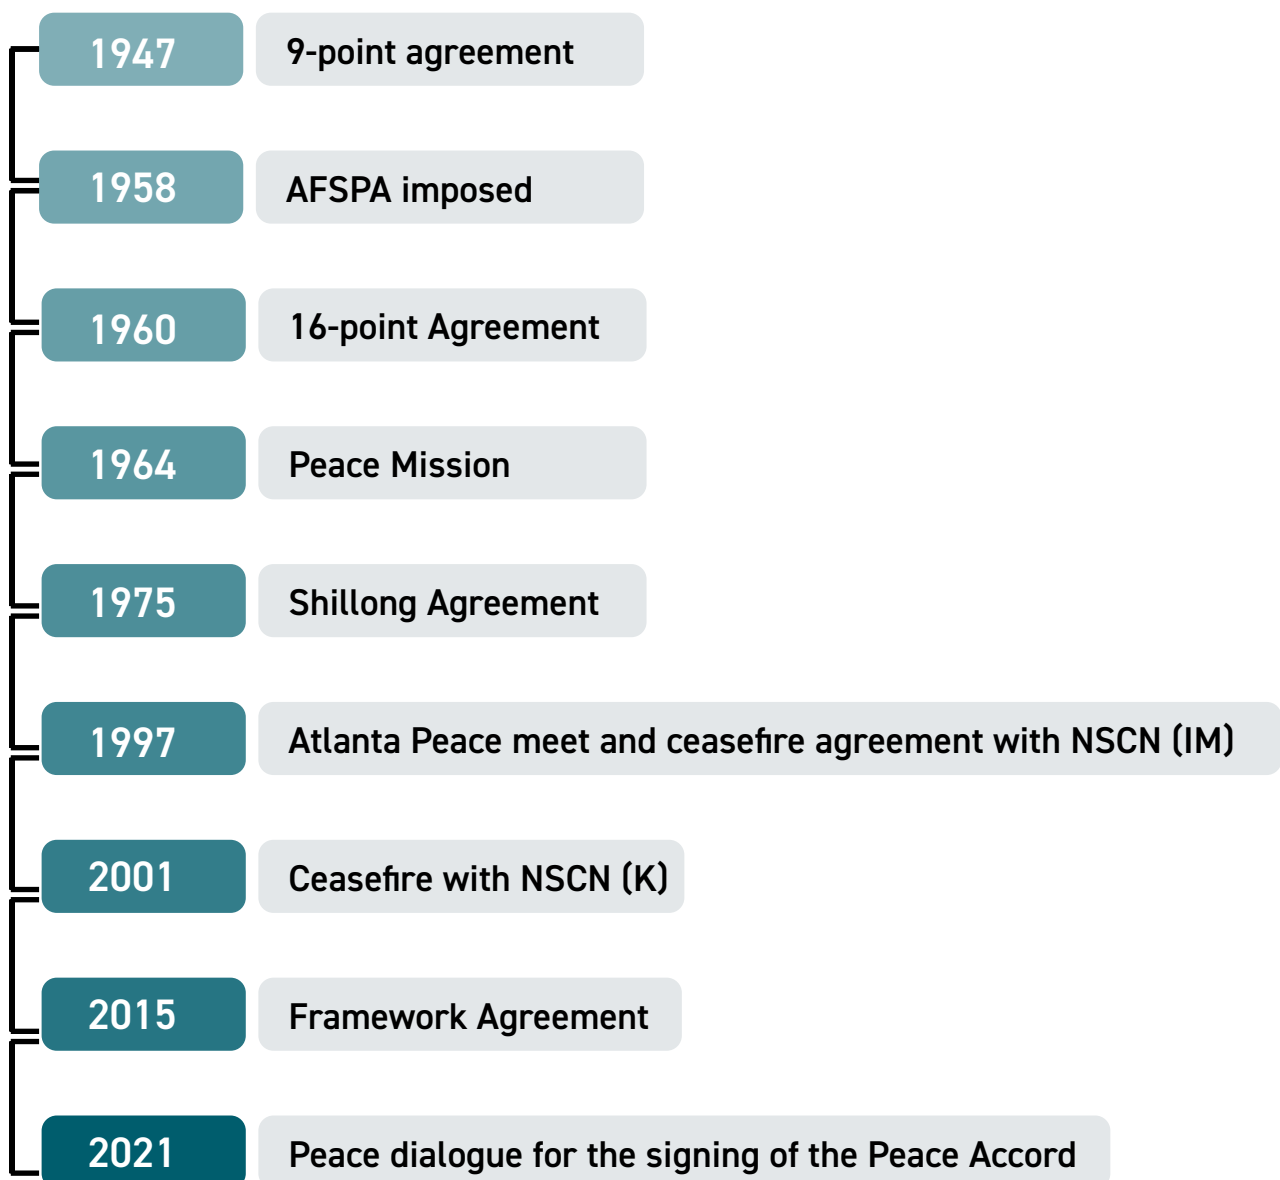 1947 9-point agreement
1958 AFSPA imposed
1960 16-point Agreement
1964 Peace Mission
1975 Shillong Agreement
1997 Atlanta Peace meet and ceasefire agreement with NSCN (IM)
2001 Ceasefire with NSCN (K)
2015 Framework Agreement
2021 Peace dialogue for the signing of the Peace Accord